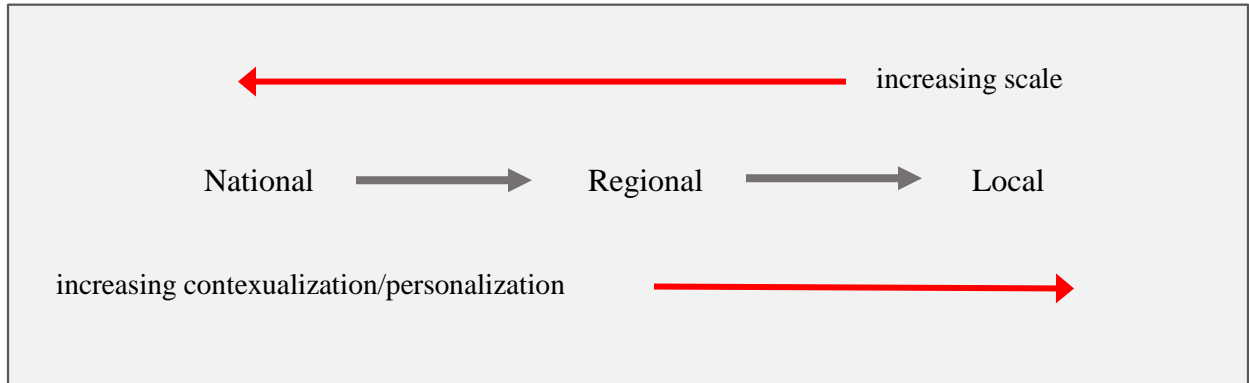 increasing scale
National Regional Local
increasing contexualization/personalization